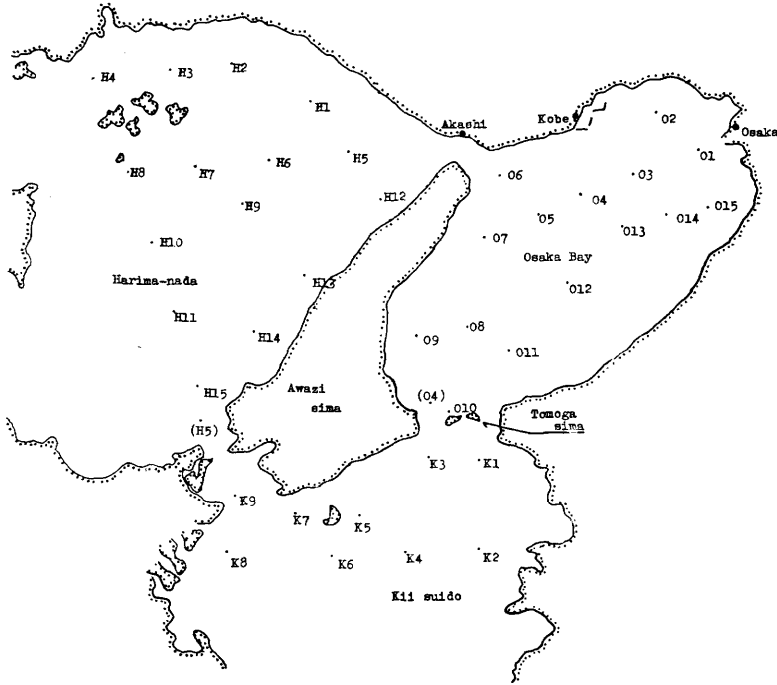 H4
H3
H2
H1
Akashi
Kobe
O2
Osaka
O1
H8
H7
H6
H5
O6
O3
H12
O4
H9
O5
O14
O15
O13
H10
O7
Osaka Bay
Harima-nada
H13
O12
H11
H14
O9
O8
O11
H15
Awazi
sima
(O4)
O10
Tomoga
sima
(H5)
K3
K1
K9
K7
K5
K8
K6
K4
K2
Kii suido